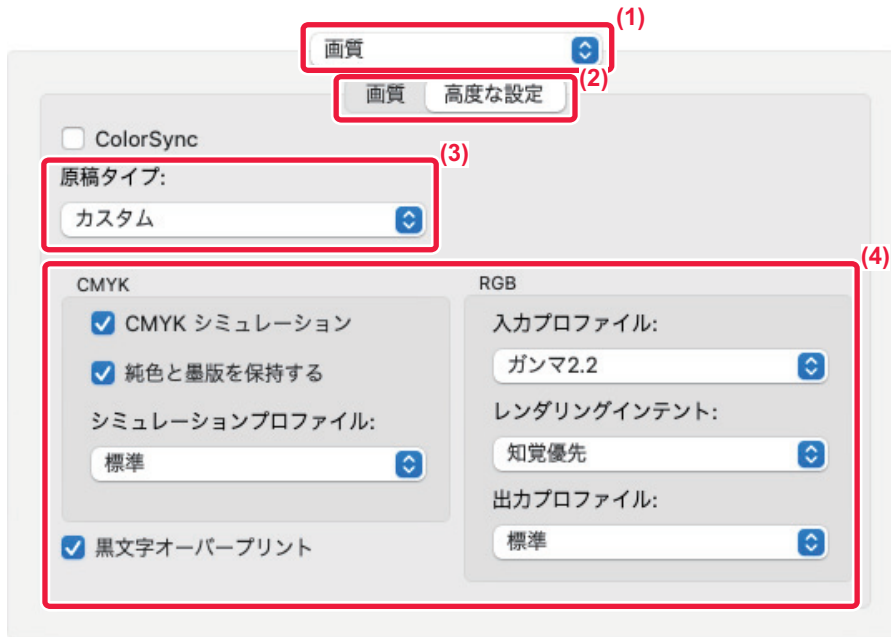 (1)
画質
(2)
画質 高度な設定
ColorSync
(3)
原稿タイプ:
カスタム
(4)
CMYK
CMYK シミュレーション
純色と墨版を保持する
シミュレーションプロファイル:
標準
黒文字オーバープリント
RGB
入力プロファイル:
ガンマ2.2
レンダリングインテント:
知覚優先
出力プロファイル:
標準